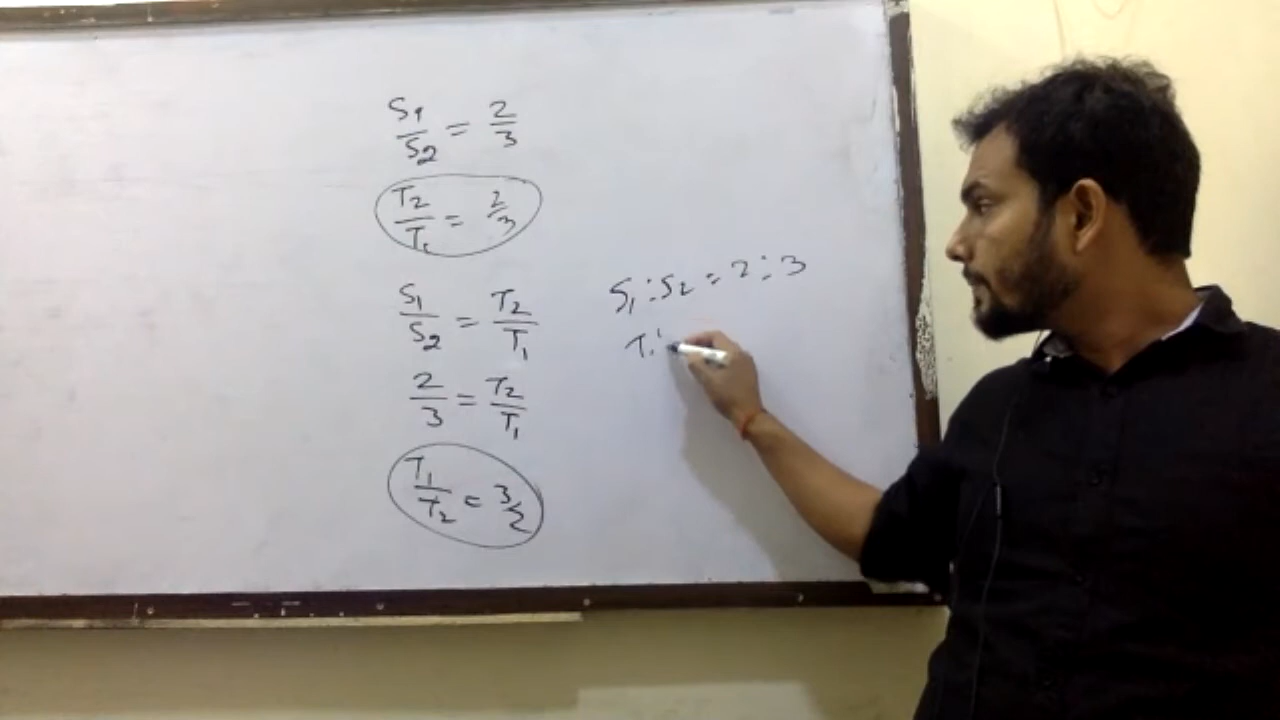 S1/S2 = 2/3
T2/T1 = 2/3
S1/S2 = T2/T1
2/3 = T2/T1
T1/T2 = 3/2
S1 : S2 = 2 : 3
T1 :